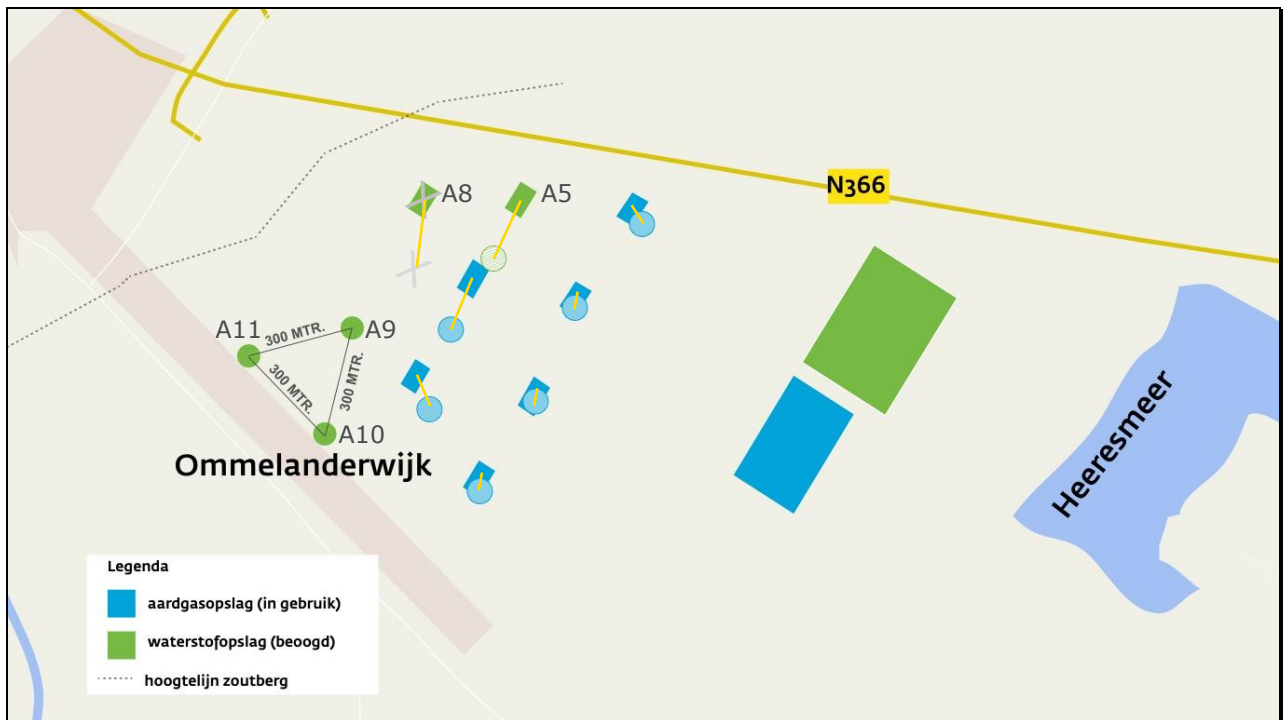 N366
A8
A5
A11
300 MTR.
A9
300 MTR.
300 MTR.
A10
Ommelanderwijk
Heeresmeer
Legenda
aardgasopslag (in gebruik)
waterstofopslag (beoogd)
hoogtelijn zoutberg